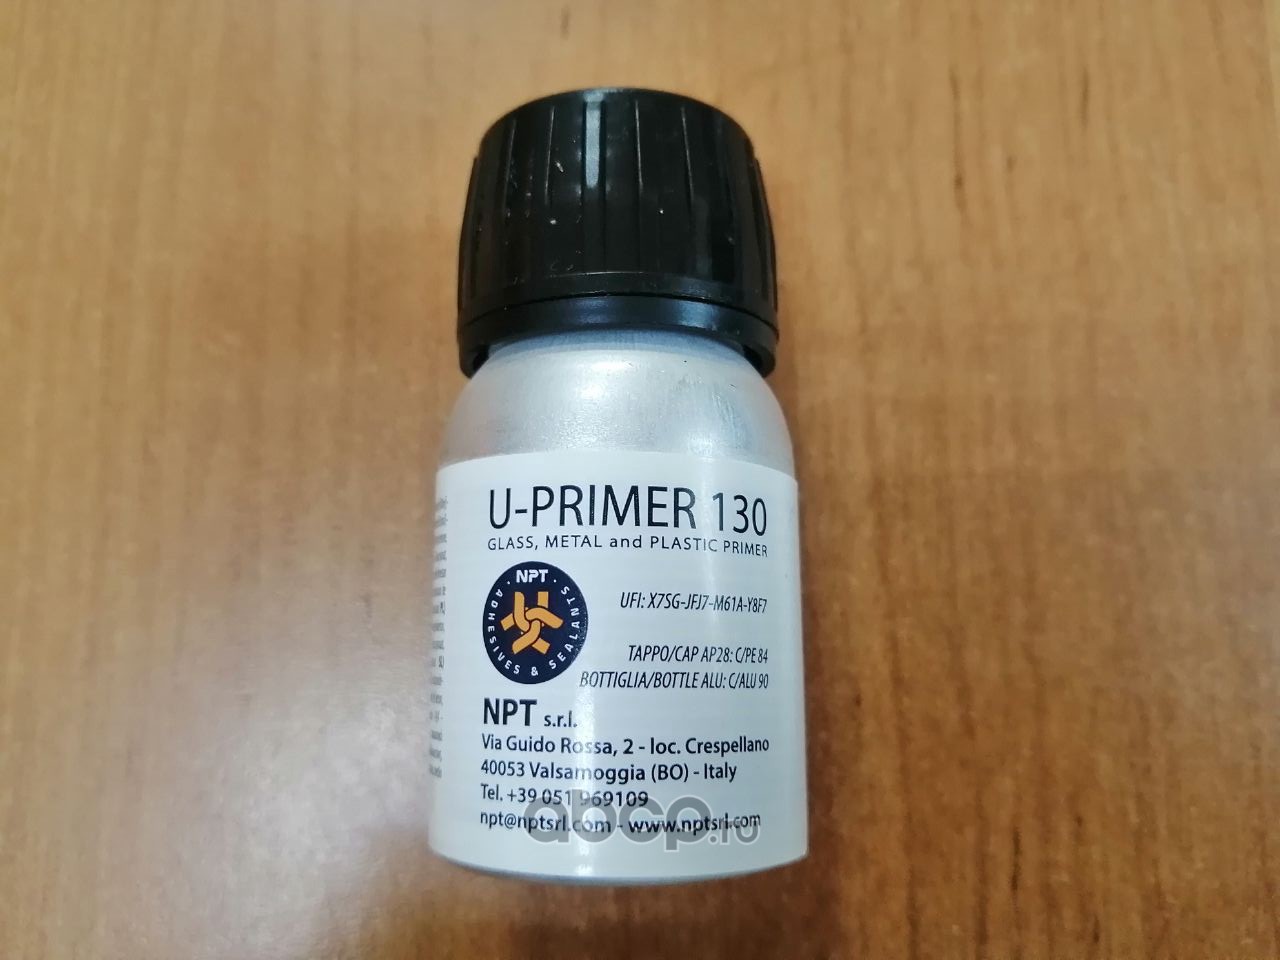 U-PRIMER 130
GLASS, METAL and PLASTIC PRIMER
· NPT ·
ADHESIVES & SEALANTS
UFI: X7SG-JFJ7-M61A-Y8F7
TAPPO/CAP AP28: C/PE 84
BOTTIGLIA/BOTTLE ALU: C/ALU 90
NPT s.r.l.
Via Guido Rossa, 2 - loc. Crespellano
40053 Valsamoggia (BO) - Italy
Tel. +39 051 969109
npt@nptsrl.com - www.nptsrl.com
abcp.ru